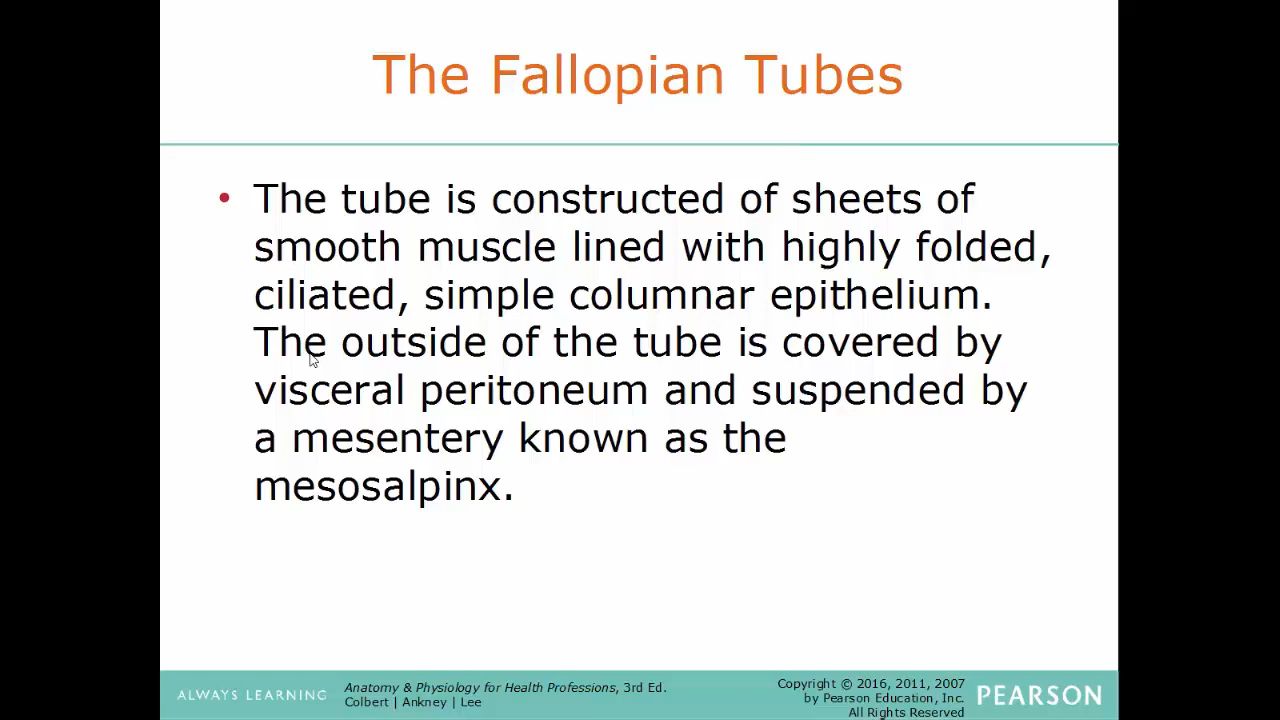 The Fallopian Tubes
• The tube is constructed of sheets of
smooth muscle lined with highly folded,
ciliated, simple columnar epithelium.
The outside of the tube is covered by
visceral peritoneum and suspended by
a mesentery known as the
mesosalpinx.
ALWAYS LEARNING
Anatomy & Physiology for Health Professions, 3rd Ed.
Colbert | Ankney | Lee
Copyright © 2016, 2011, 2007
by Pearson Education, Inc.
All Rights Reserved
PEARSON